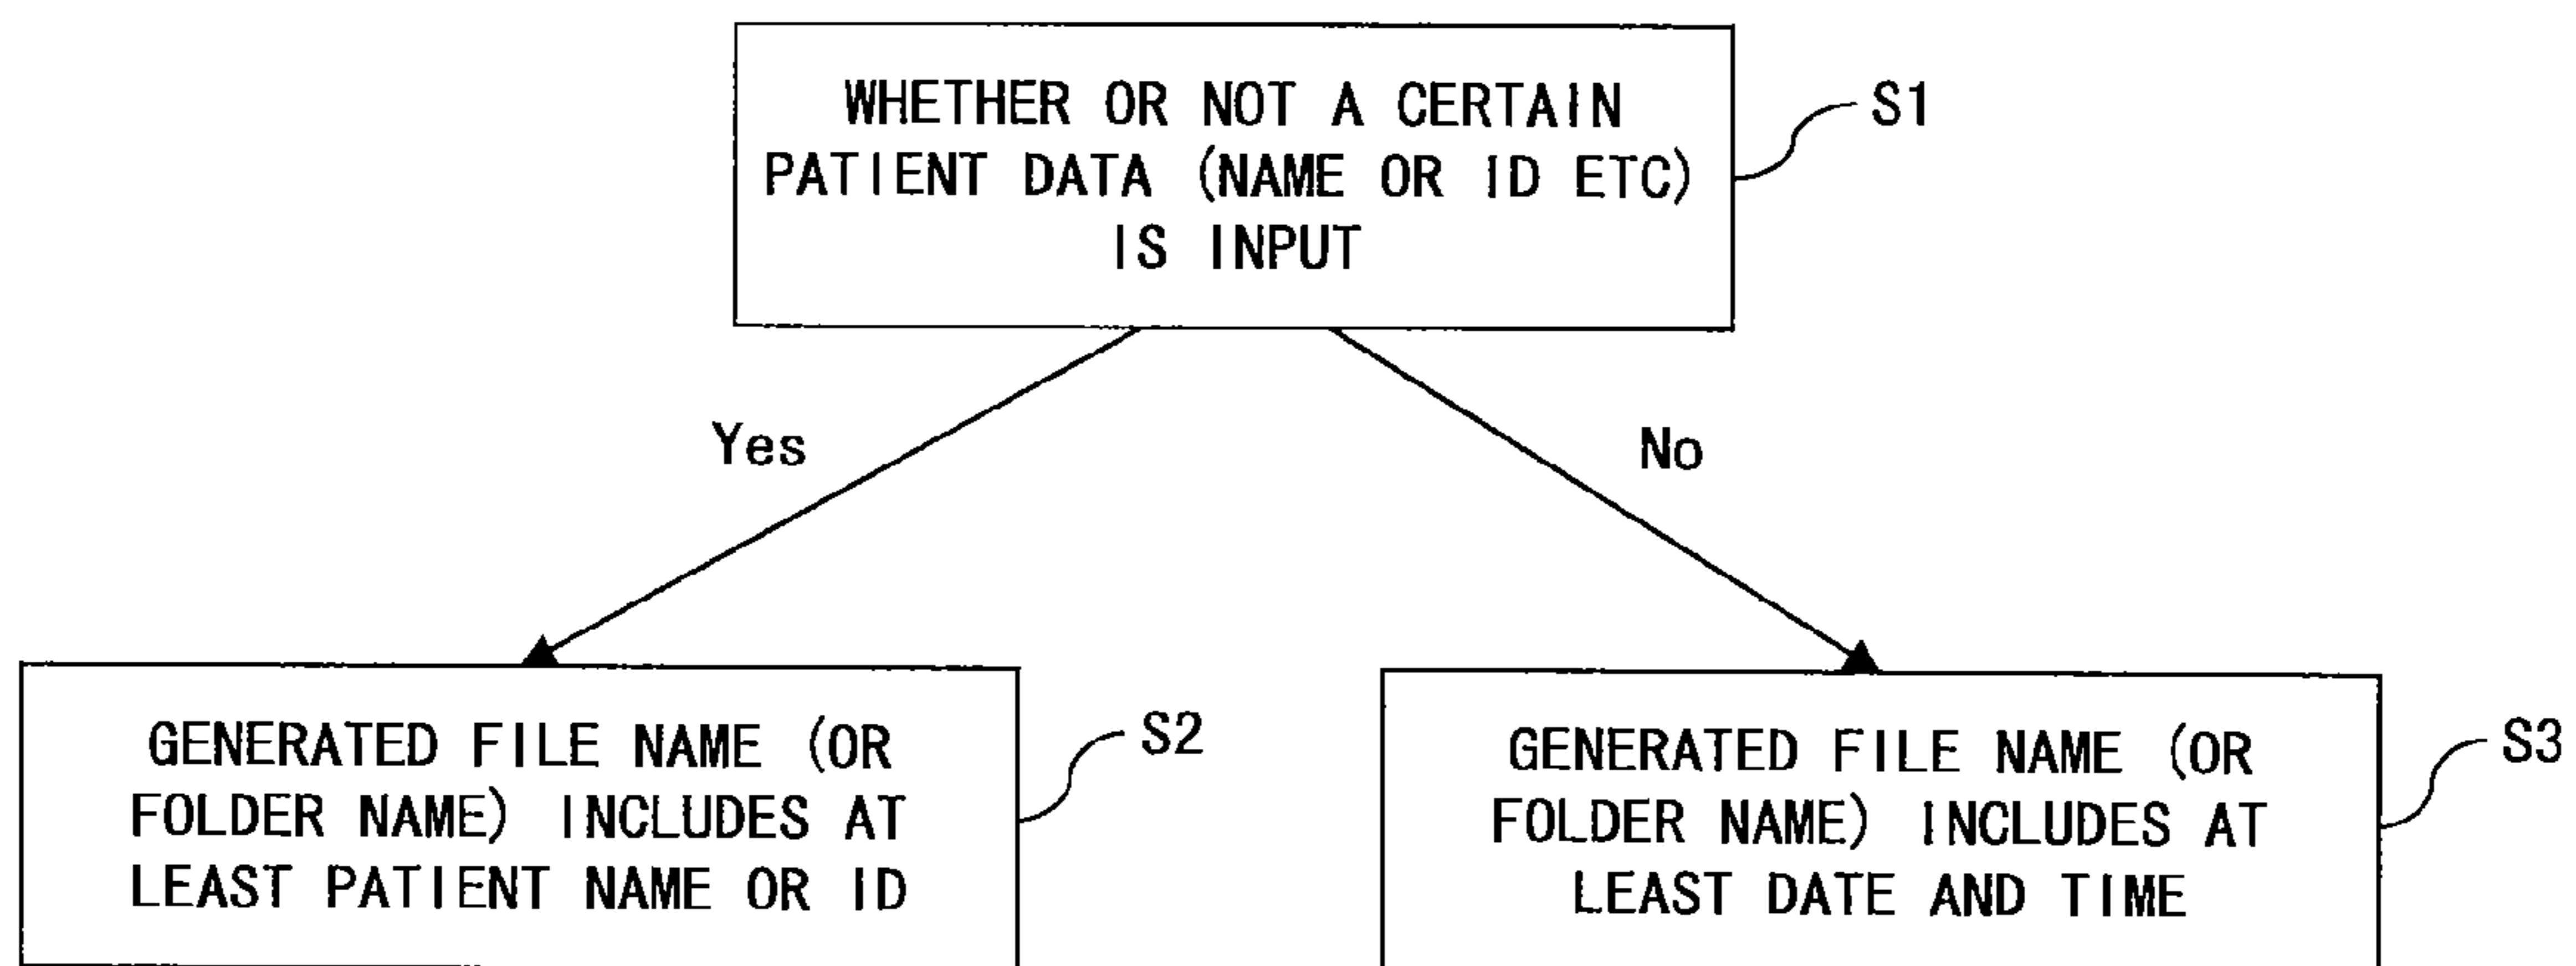 WHETHER OR NOT A CERTAIN
PATIENT DATA (NAME OR ID ETC)
IS INPUT
S1
Yes
No
GENERATED FILE NAME (OR
FOLDER NAME) INCLUDES AT
LEAST PATIENT NAME OR ID
S2
GENERATED FILE NAME (OR
FOLDER NAME) INCLUDES AT
LEAST DATE AND TIME
S3